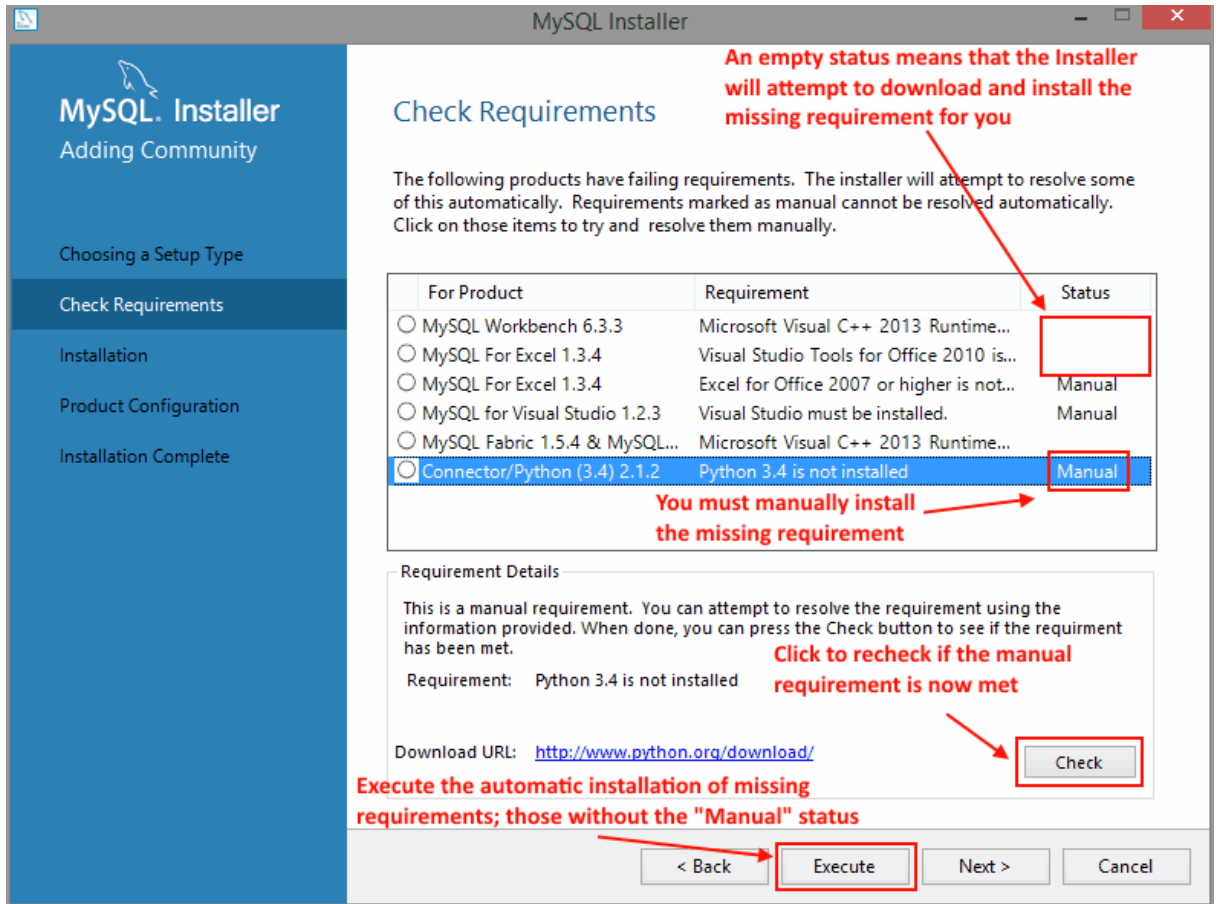 MySQL Installer
An empty status means that the Installer
will attempt to download and install the
missing requirement for you
MySQL. Installer
Adding Community
Choosing a Setup Type
Check Requirements
Installation
Product Configuration
Installation Complete
Check Requirements
The following products have failing requirements. The installer will attempt to resolve some
of this automatically. Requirements marked as manual cannot be resolved automatically.
Click on those items to try and resolve them manually.
For Product Requirement Status
MySQL Workbench 6.3.3 Microsoft Visual C++ 2013 Runtime...
MySQL For Excel 1.3.4 Visual Studio Tools for Office 2010 is...
MySQL For Excel 1.3.4 Excel for Office 2007 or higher is not... Manual
MySQL for Visual Studio 1.2.3 Visual Studio must be installed. Manual
MySQL Fabric 1.5.4 & MySQL... Microsoft Visual C++ 2013 Runtime...
Connector/Python (3.4) 2.1.2 Python 3.4 is not installed Manual
You must manually install
the missing requirement
Requirement Details
This is a manual requirement. You can attempt to resolve the requirement using the
information provided. When done, you can press the Check button to see if the requirment
has been met.
Click to recheck if the manual
requirement is now met
Requirement: Python 3.4 is not installed
Download URL: http://www.python.org/download/
Check
Execute the automatic installation of missing
requirements; those without the "Manual" status
< Back Execute Next > Cancel